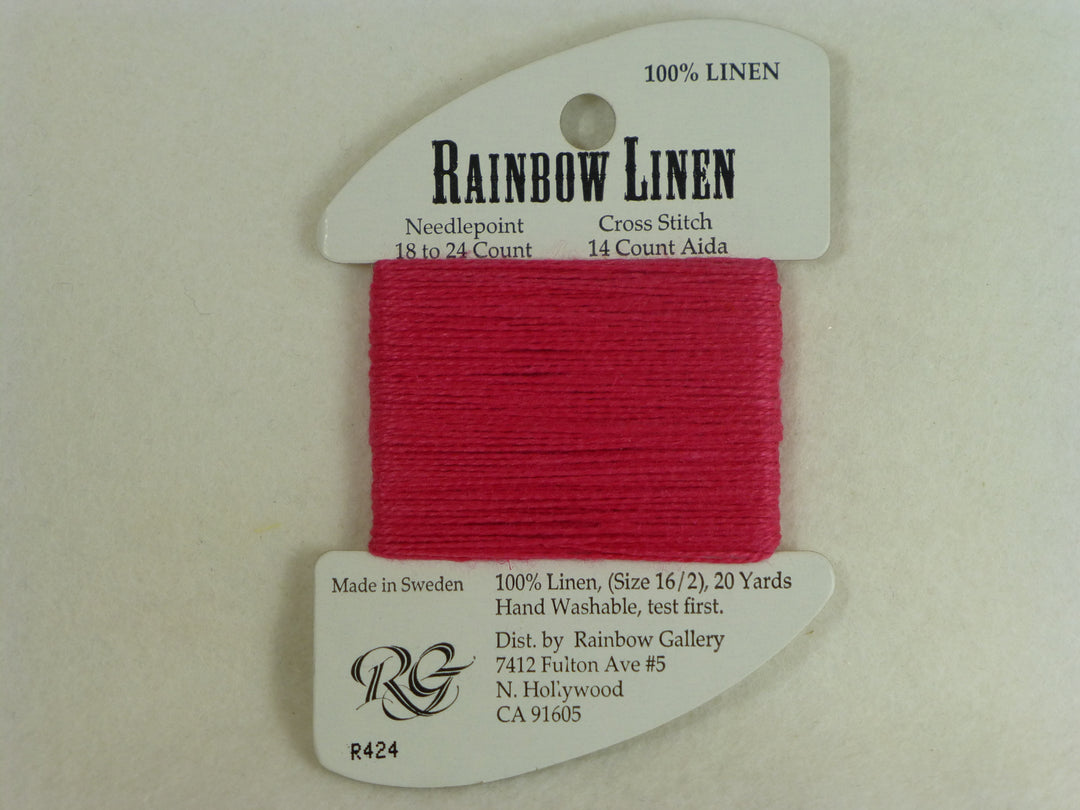 100% LINEN
RAINBOW LINEN
Needlepoint Cross Stitch
18 to 24 Count 14 Count Aida
Made in Sweden
100% Linen, (Size 16/2), 20 Yards
Hand Washable, test first.
Dist. by Rainbow Gallery
7412 Fulton Ave #5
N. Hollywood
CA 91605
RG
R424